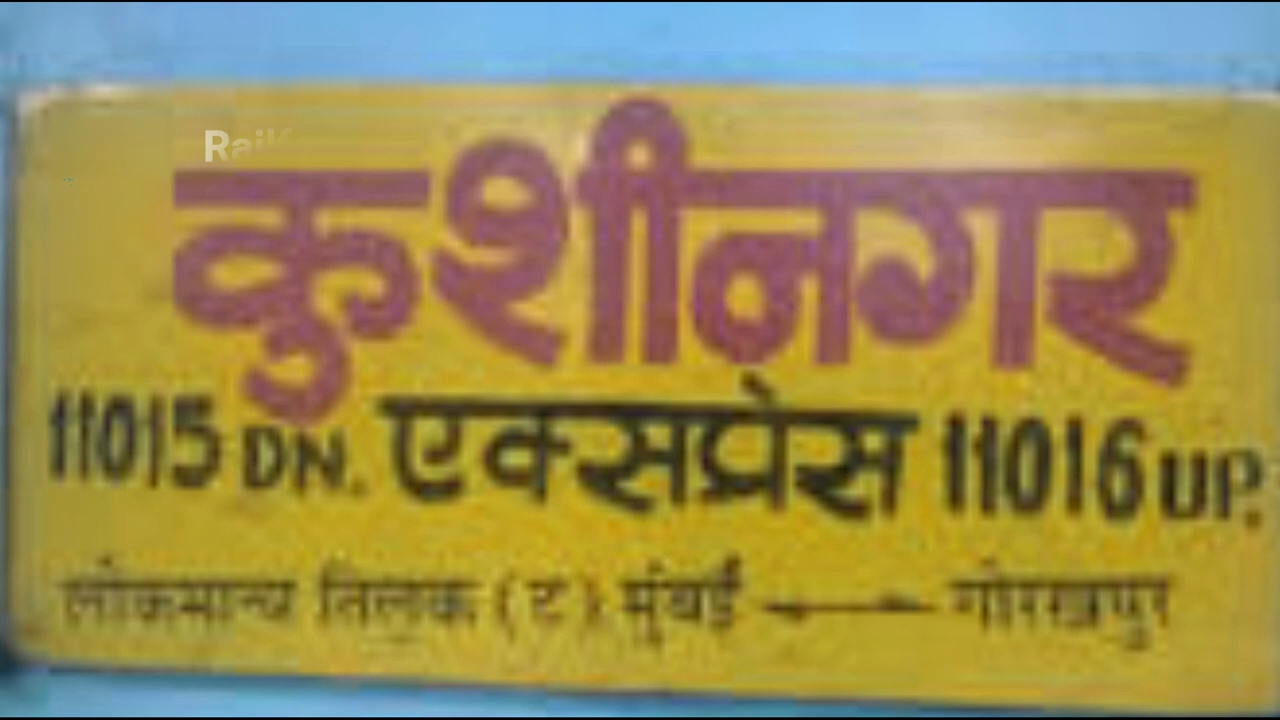 कुशीनगर
11015 DN. एक्सप्रेस 11016 UP.
लोकमान्य तिलक (ट) मुंबई ↔ गोरखपुर